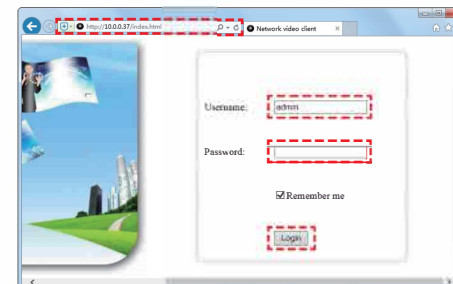 http://10.0.0.37/index.html
Network video client
Username:
admin
Password:
Remember me
Login